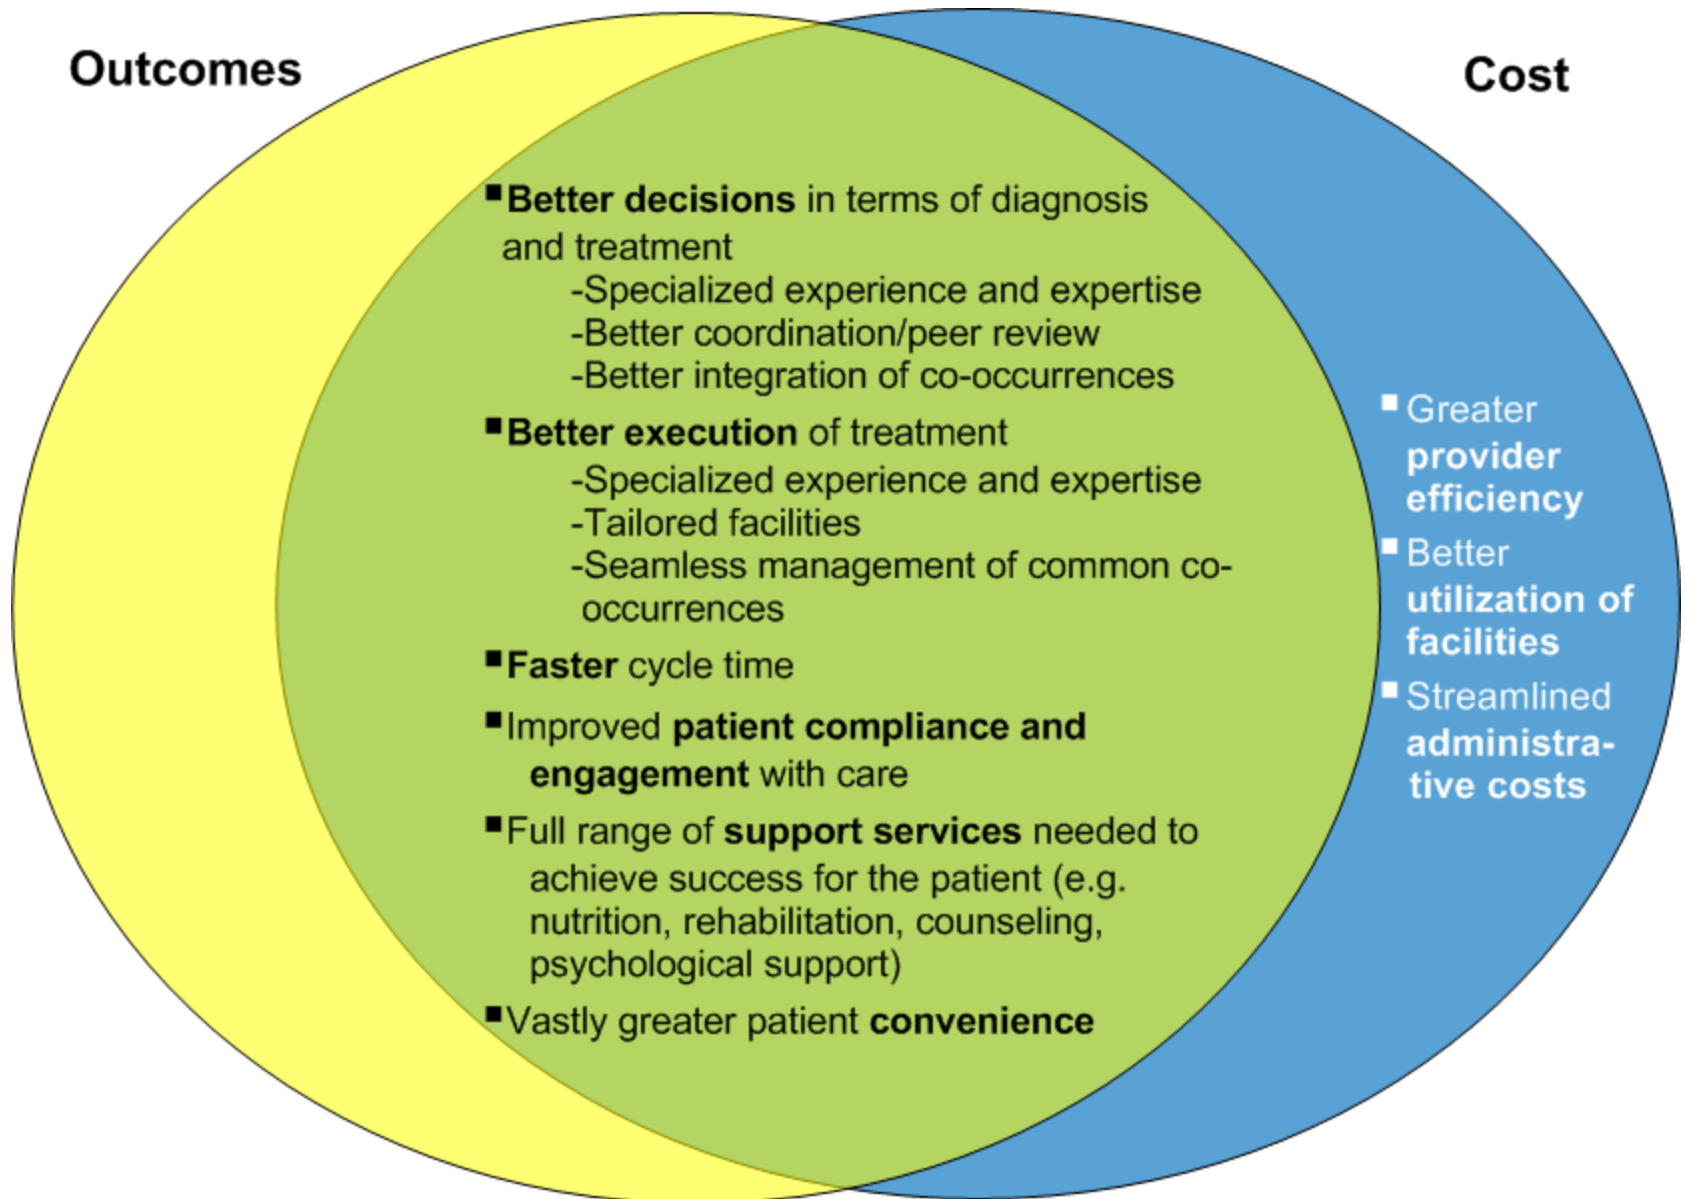 Outcomes
Cost
▪Better decisions in terms of diagnosis
and treatment
-Specialized experience and expertise
-Better coordination/peer review
-Better integration of co-occurrences
▪Better execution of treatment
-Specialized experience and expertise
-Tailored facilities
-Seamless management of common co-
occurrences
▪Faster cycle time
▪Improved patient compliance and
engagement with care
▪Full range of support services needed to
achieve success for the patient (e.g.
nutrition, rehabilitation, counseling,
psychological support)
▪Vastly greater patient convenience
▪Greater
provider
efficiency
▪Better
utilization of
facilities
▪Streamlined
administra-
tive costs